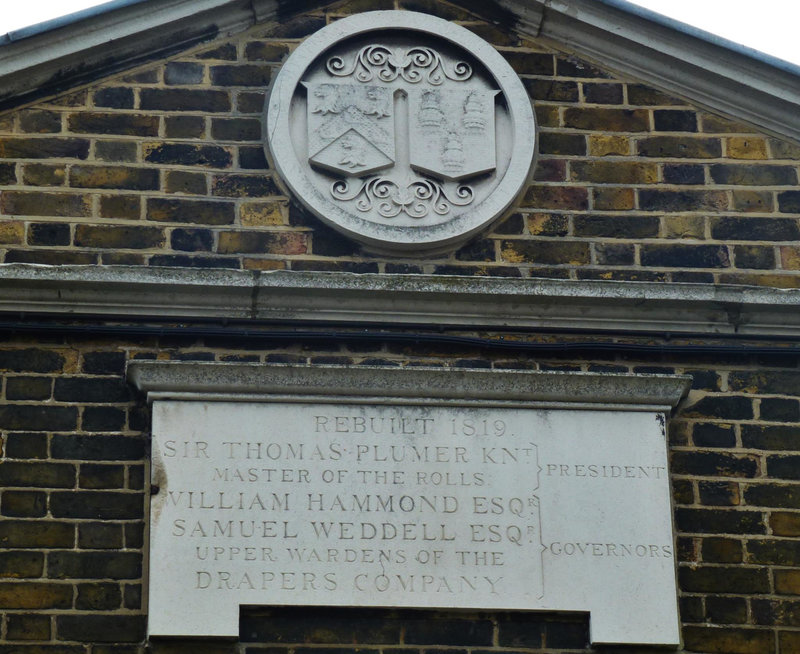 REBUILT 1819.
SIR THOMAS PLUMER KNT
MASTER OF THE ROLLS
PRESIDENT
WILLIAM HAMMOND ESQR
SAMUEL WEDDELL ESQR
UPPER WARDENS OF THE
DRAPERS COMPANY
GOVERNORS